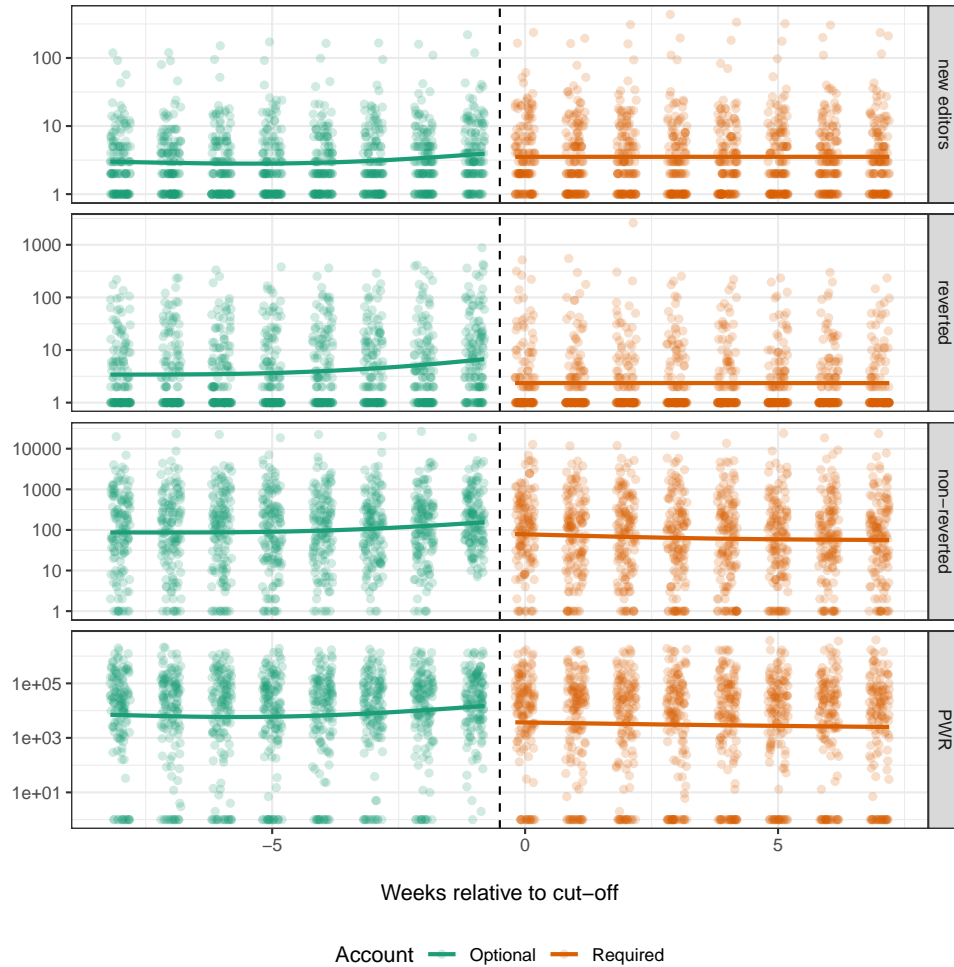 100
10
1
new editors
1000
100
10
1
reverted
10000
1000
100
10
1
non−reverted
1e+05
1e+03
1e+01
PWR
−5 0 5
Weeks relative to cut−off
Account Optional Required